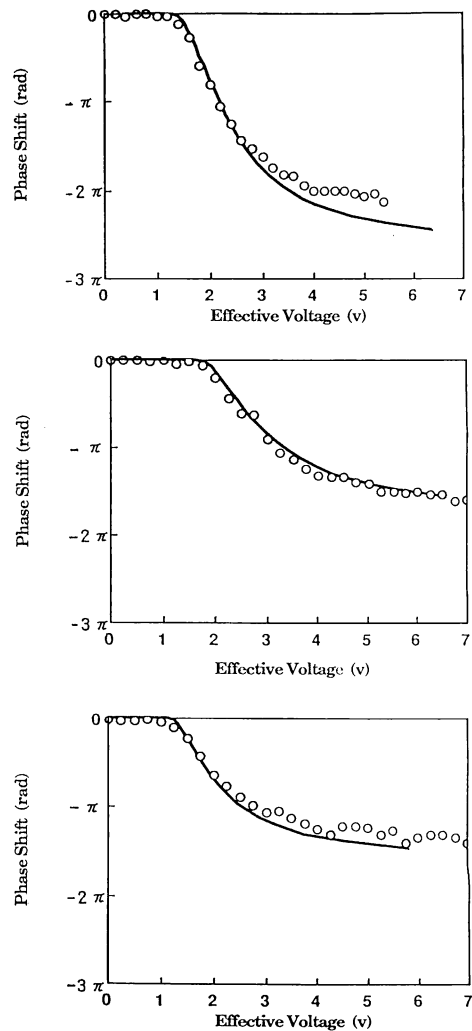 0
- π
- 2 π
- 3 π
Phase Shift (rad)
0 1 2 3 4 5 6 7
Effective Voltage (v)
0
- π
- 2 π
- 3 π
Phase Shift (rad)
0 1 2 3 4 5 6 7
Effective Voltage (v)
0
- π
- 2 π
- 3 π
Phase Shift (rad)
0 1 2 3 4 5 6 7
Effective Voltage (v)